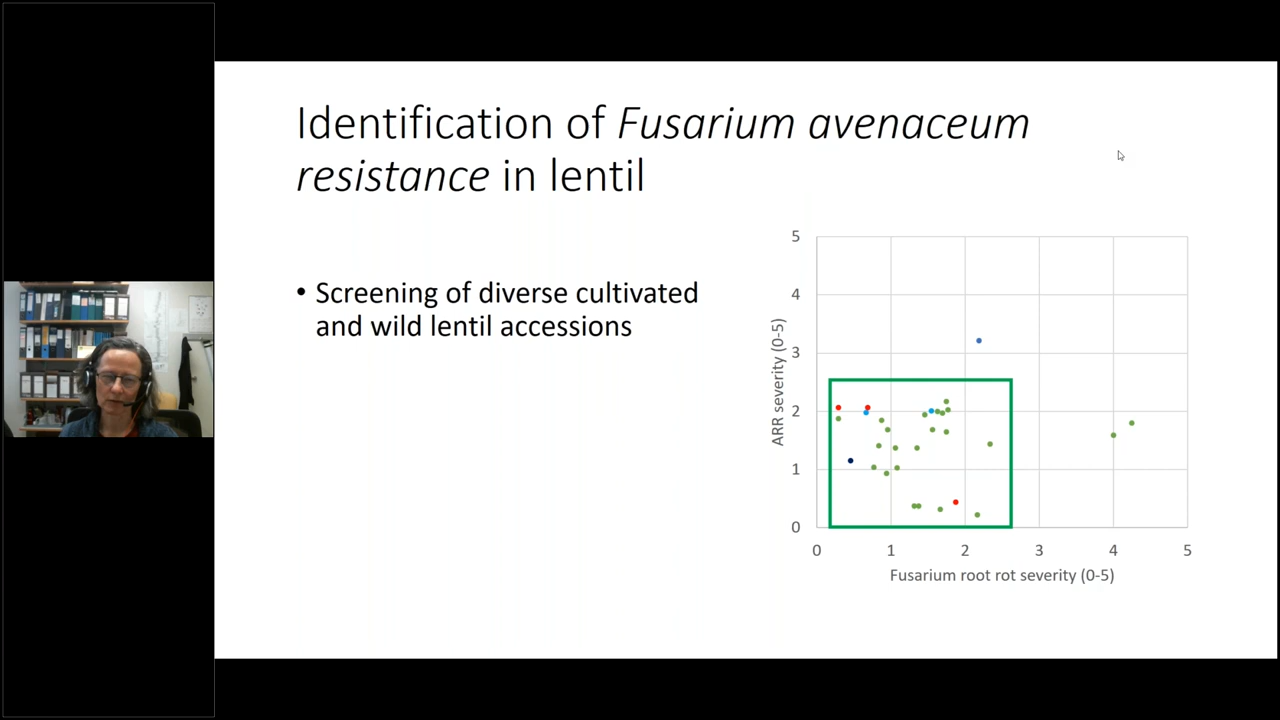 Identification of Fusarium avenaceum
resistance in lentil
• Screening of diverse cultivated
and wild lentil accessions
ARR severity (0-5)
5
4
3
2
1
0
0 1 2 3 4 5
Fusarium root rot severity (0-5)